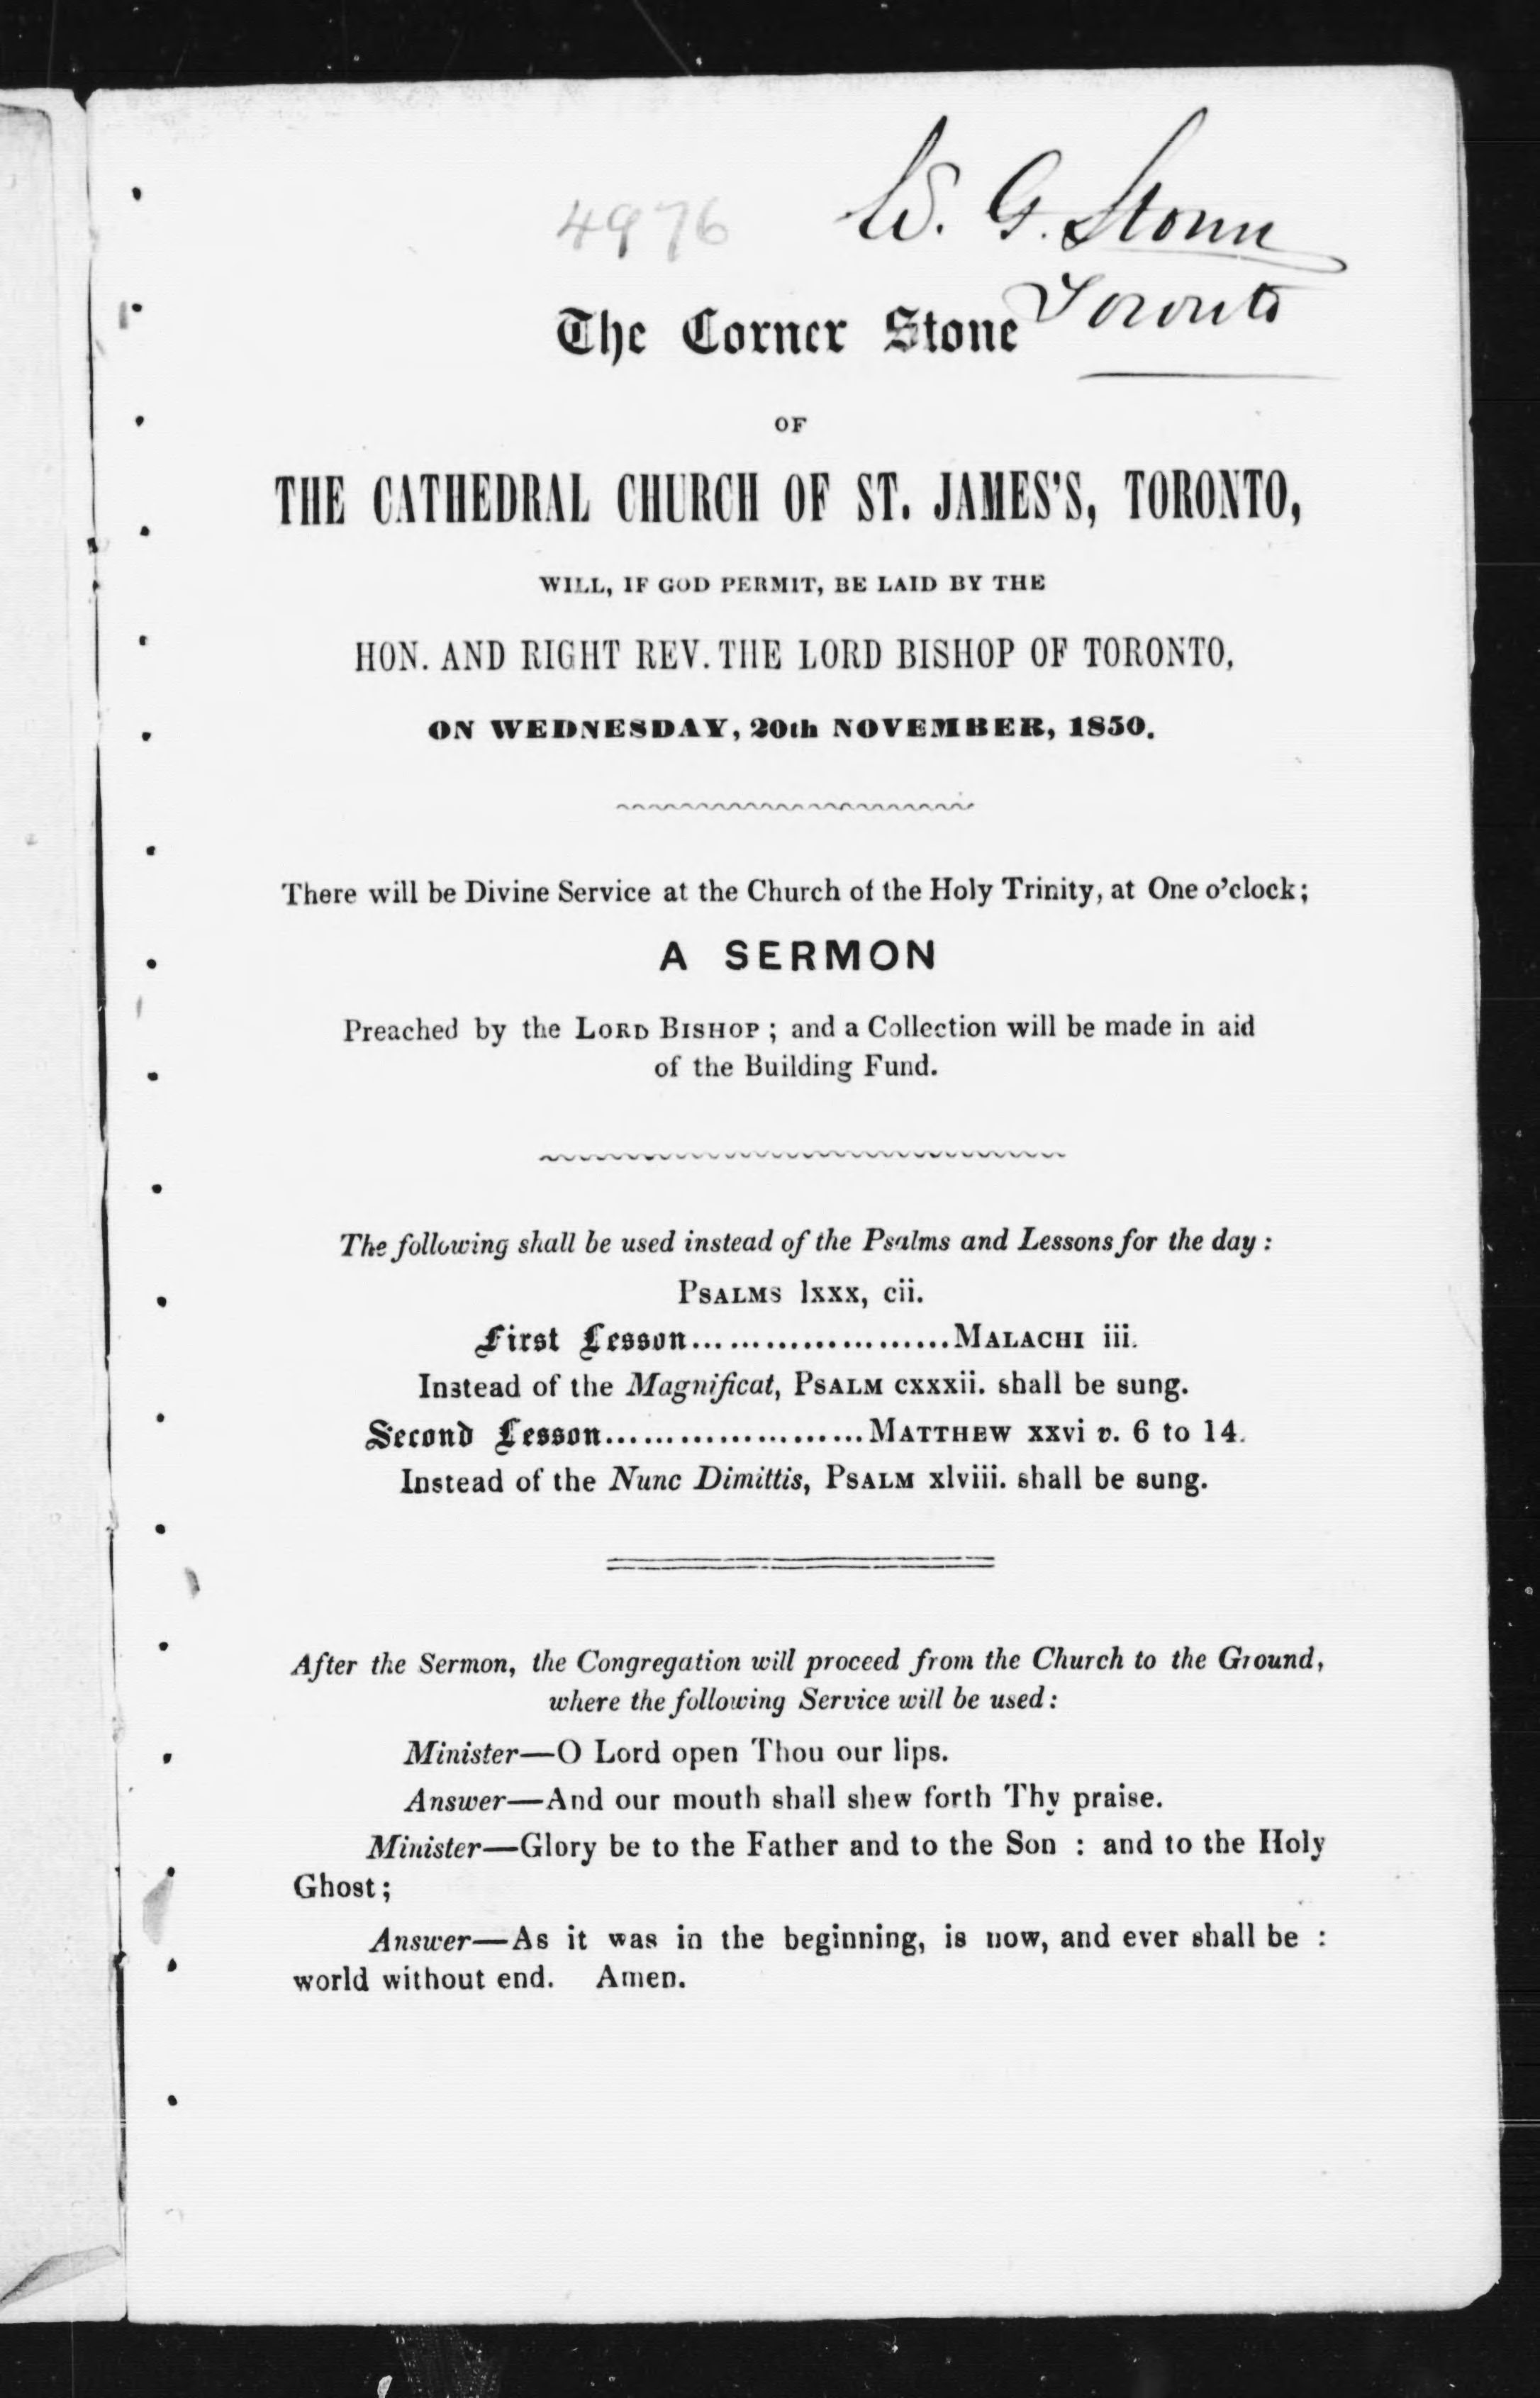 4976
W. G. Storm
Toronto
The Corner Stone
OF
THE CATHEDRAL CHURCH OF ST. JAMES'S, TORONTO,
WILL, IF GOD PERMIT, BE LAID BY THE
HON. AND RIGHT REV. THE LORD BISHOP OF TORONTO,
ON WEDNESDAY, 20th NOVEMBER, 1850.
There will be Divine Service at the Church of the Holy Trinity, at One o'clock;
A SERMON
Preached by the LORD BISHOP; and a Collection will be made in aid
of the Building Fund.
The following shall be used instead of the Psalms and Lessons for the day:
PSALMS lxxx, cii.
First Lesson......................MALACHI iii.
Instead of the Magnificat, PSALM cxxxii. shall be sung.
Second Lesson......................MATTHEW xxvi v. 6 to 14.
Instead of the Nunc Dimittis, PSALM xlviii. shall be sung.
After the Sermon, the Congregation will proceed from the Church to the Ground,
where the following Service will be used:
Minister—O Lord open Thou our lips.
Answer—And our mouth shall shew forth Thy praise.
Minister—Glory be to the Father and to the Son : and to the Holy
Ghost;
Answer—As it was in the beginning, is now, and ever shall be :
world without end. Amen.